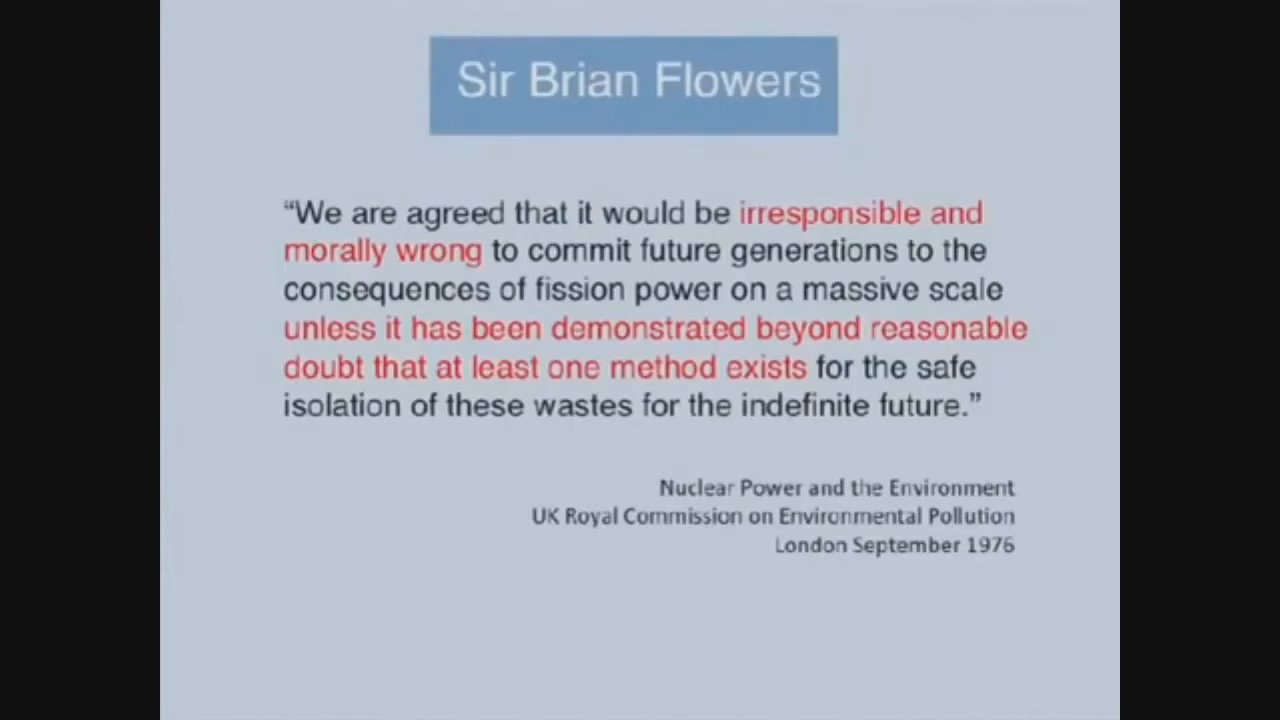 Sir Brian Flowers
“We are agreed that it would be irresponsible and
morally wrong to commit future generations to the
consequences of fission power on a massive scale
unless it has been demonstrated beyond reasonable
doubt that at least one method exists for the safe
isolation of these wastes for the indefinite future.”
Nuclear Power and the Environment
UK Royal Commission on Environmental Pollution
London September 1976